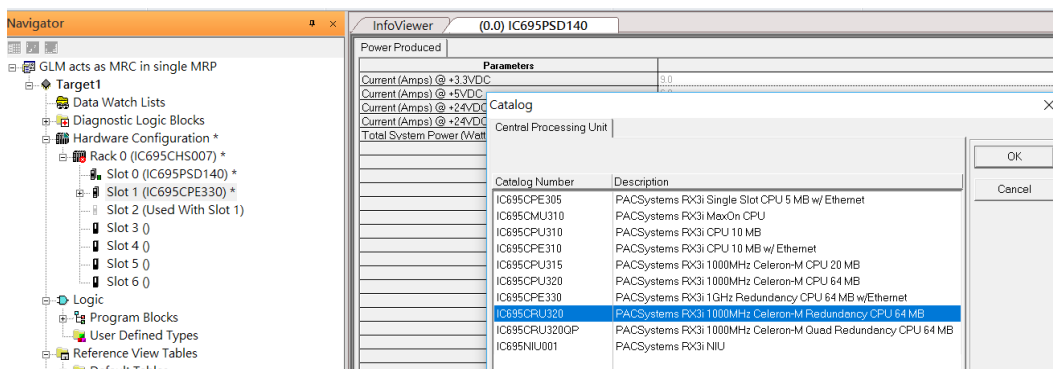 Navigator
GLM acts as MRC in single MRP
Target1
Data Watch Lists
Diagnostic Logic Blocks
Hardware Configuration *
Rack 0 (IC695CHS007) *
Slot 0 (IC695PSD140) *
Slot 1 (IC695CPE330) *
Slot 2 (Used With Slot 1)
Slot 3 ()
Slot 4 ()
Slot 5 ()
Slot 6 ()
Logic
Program Blocks
User Defined Types
Reference View Tables
InfoViewer (0.0) IC695PSD140
Power Produced
Parameters
Current (Amps) @ +3.3VDC 9.0
Current (Amps) @ +5VDC
Current (Amps) @ +24VDC
Current (Amps) @ +24VDC
Total System Power (Watt
Catalog
Central Processing Unit
Catalog Number Description
IC695CPE305 PACSystems RX3i Single Slot CPU 5 MB w/ Ethernet
IC695CMU310 PACSystems RX3i MaxOn CPU
IC695CPU310 PACSystems RX3i CPU 10 MB
IC695CPE310 PACSystems RX3i CPU 10 MB w/ Ethernet
IC695CPU315 PACSystems RX3i 1000MHz Celeron-M CPU 20 MB
IC695CPU320 PACSystems RX3i 1000MHz Celeron-M CPU 64 MB
IC695CPE330 PACSystems RX3i 1GHz Redundancy CPU 64 MB w/Ethernet
IC695CRU320 PACSystems RX3i 1000MHz Celeron-M Redundancy CPU 64 MB
IC695CRU320QP PACSystems RX3i 1000MHz Celeron-M Quad Redundancy CPU 64 MB
IC695NIU001 PACSystems RX3i NIU
OK
Cancel